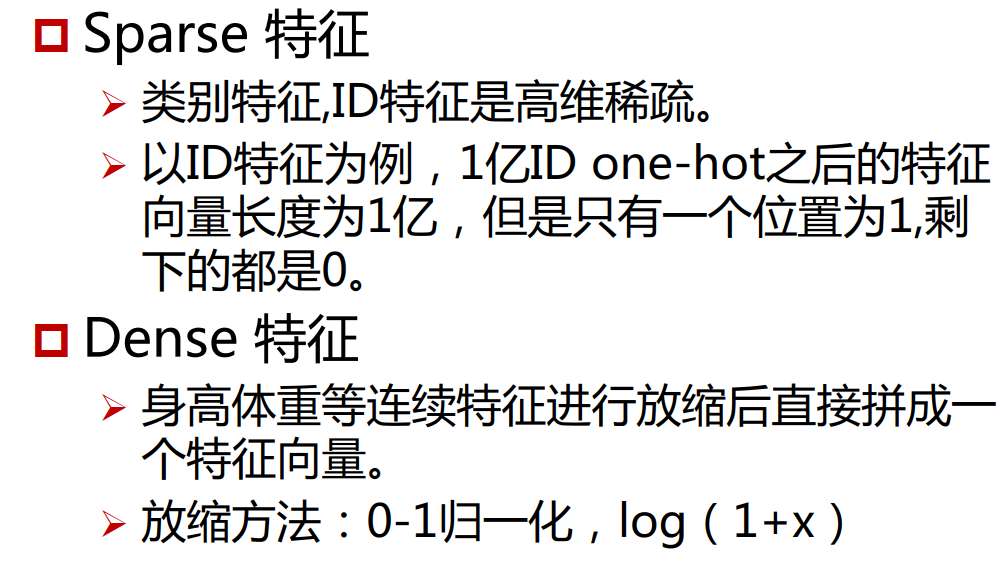 Sparse 特征
类别特征,ID特征是高维稀疏。
以ID特征为例，1亿ID one-hot之后的特征
向量长度为1亿，但是只有一个位置为1,剩
下的都是0。
Dense 特征
身高体重等连续特征进行放缩后直接拼成一
个特征向量。
放缩方法：0-1归一化，log（1+x）